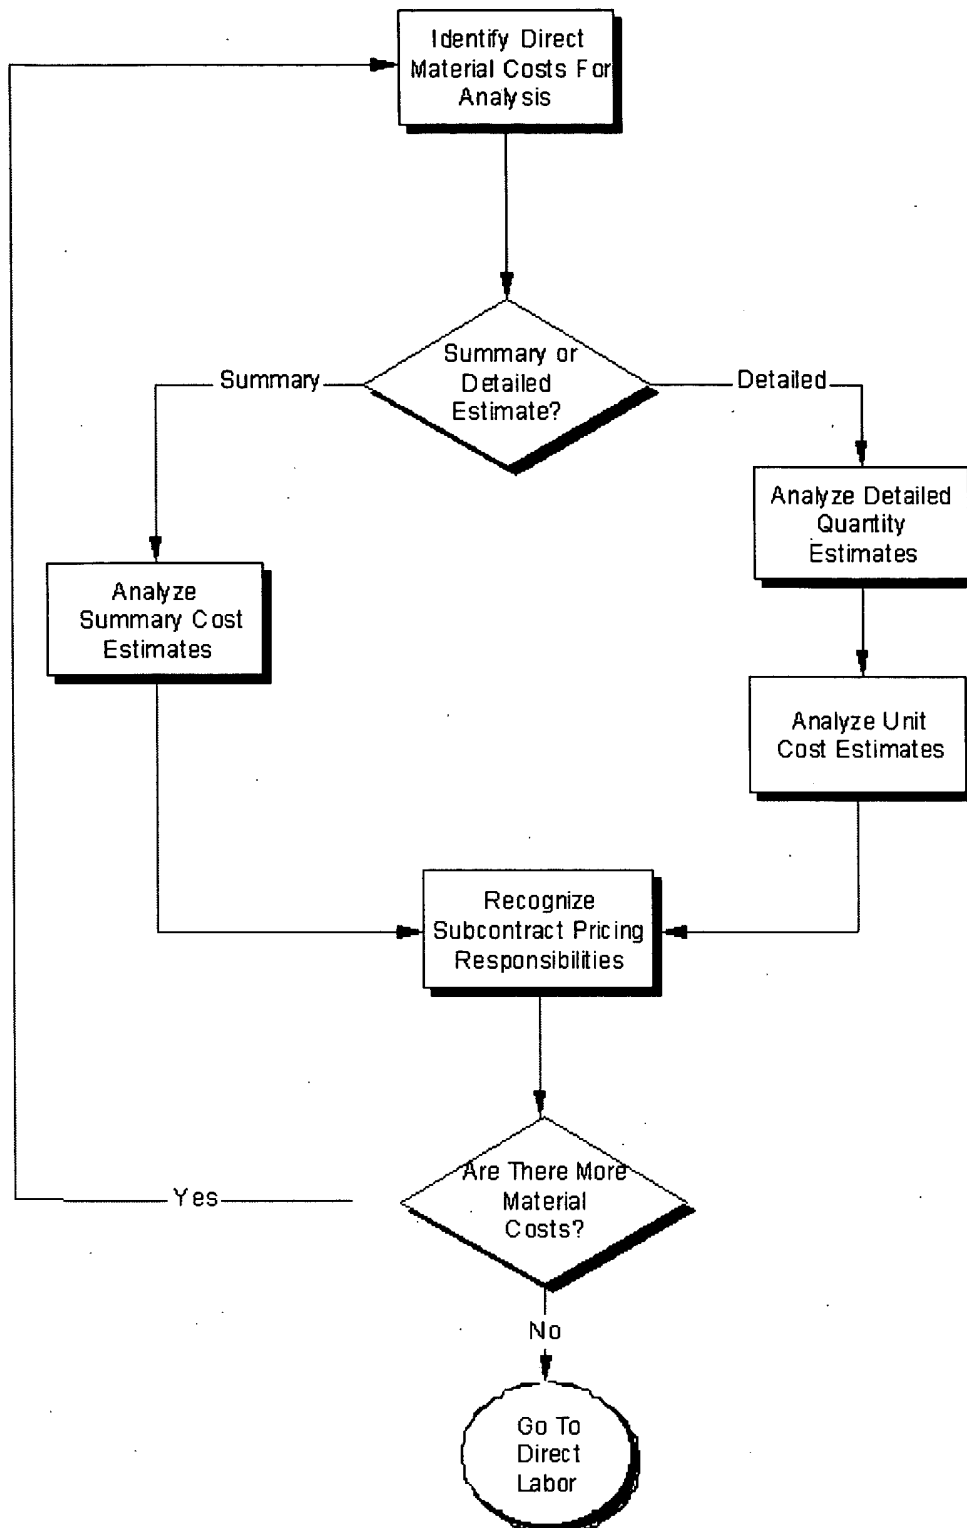 Identify Direct
Material Costs For
Analysis
Summary or
Detailed
Estimate?
Summary
Detailed
Analyze Detailed
Quantity
Estimates
Analyze
Summary Cost
Estimates
Analyze Unit
Cost Estimates
Recognize
Subcontract Pricing
Responsibilities
Are There More
Material
Costs?
Yes
No
Go To
Direct
Labor